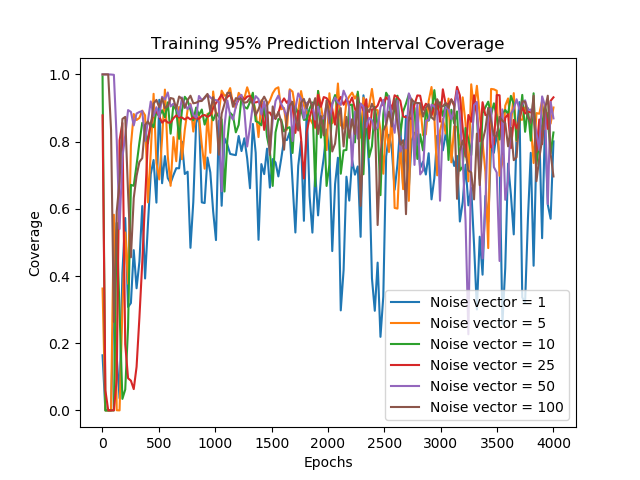 Training 95% Prediction Interval Coverage
Coverage
1.0
0.8
0.6
0.4
0.2
0.0
0 500 1000 1500 2000 2500 3000 3500 4000
Epochs
Noise vector = 1
Noise vector = 5
Noise vector = 10
Noise vector = 25
Noise vector = 50
Noise vector = 100